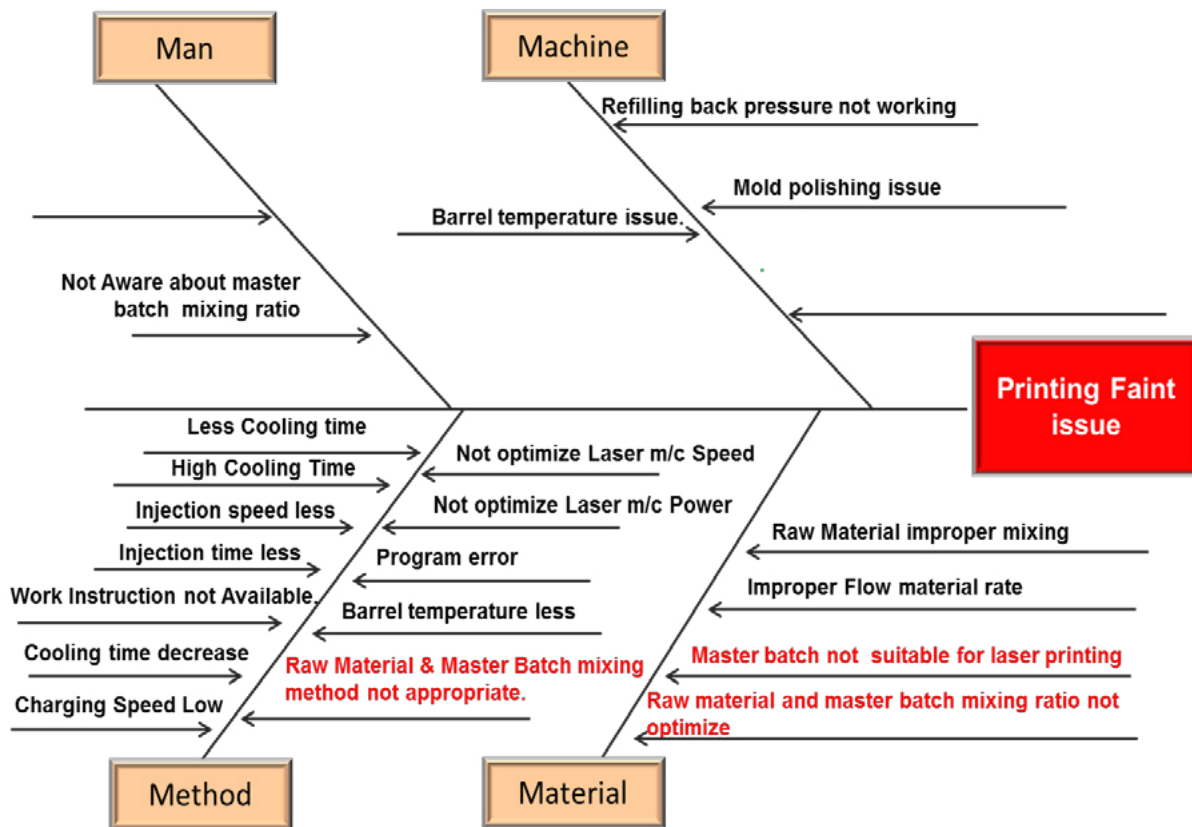 Man
Machine
Refilling back pressure not working
Mold polishing issue
Barrel temperature issue.
Not Aware about master
batch mixing ratio
Printing Faint
issue
Less Cooling time
High Cooling Time
Injection speed less
Injection time less
Work Instruction not Available.
Cooling time decrease
Charging Speed Low
Not optimize Laser m/c Speed
Not optimize Laser m/c Power
Program error
Barrel temperature less
Raw Material & Master Batch mixing
method not appropriate.
Raw Material improper mixing
Improper Flow material rate
Master batch not suitable for laser printing
Raw material and master batch mixing ratio not
optimize
Method
Material